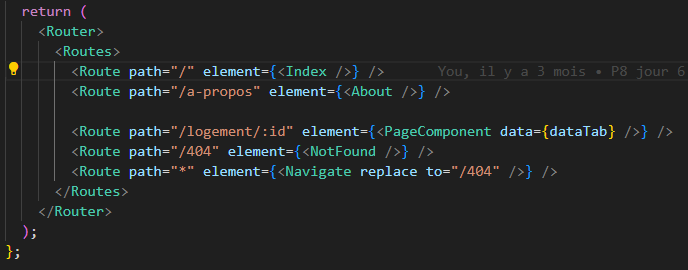 return (
<Router>
<Routes>
<Route path="/" element={<Index />} /> You, il y a 3 mois • P8 jour 6
<Route path="/a-propos" element={<About />} />
<Route path="/logement/:id" element={<PageComponent data={dataTab} />} />
<Route path="/404" element={<NotFound />} />
<Route path="*" element={<Navigate replace to="/404" />} />
</Routes>
</Router>
);
};